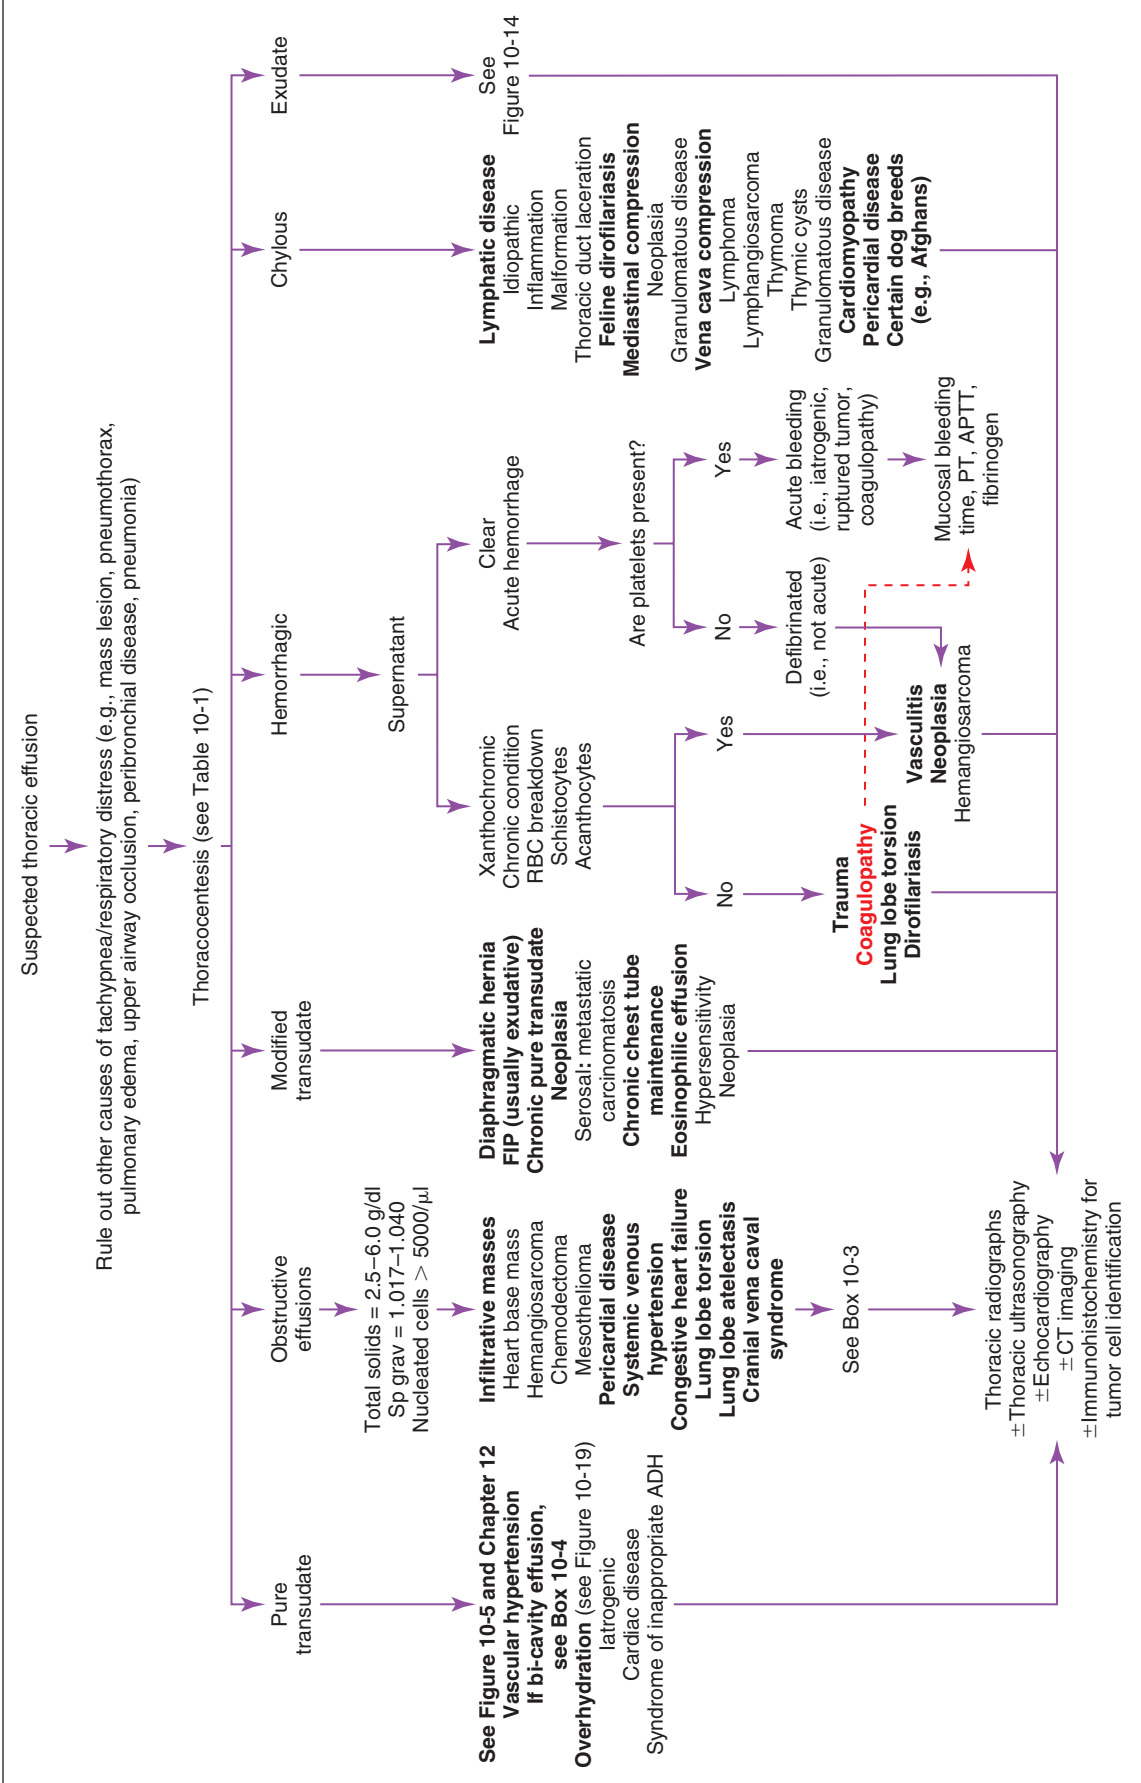 Suspected thoracic effusion
Rule out other causes of tachypnea/respiratory distress (e.g., mass lesion, pneumothorax,
pulmonary edema, upper airway occlusion, peribronchial disease, pneumonia)
Thoracocentesis (see Table 10-1)
Pure
transudate
See Figure 10-5 and Chapter 12
Vascular hypertension
If bi-cavity effusion,
see Box 10-4
Overhydration (see Figure 10-19)
Iatrogenic
Cardiac disease
Syndrome of inappropriate ADH
Obstructive
effusions
Total solids = 2.5–6.0 g/dl
Sp grav = 1.017–1.040
Nucleated cells > 5000/μl
Infiltrative masses
Heart base mass
Hemangiosarcoma
Chemodectoma
Mesothelioma
Pericardial disease
Systemic venous
hypertension
Congestive heart failure
Lung lobe torsion
Lung lobe atelectasis
Cranial vena caval
syndrome
See Box 10-3
Modified
transudate
Diaphragmatic hernia
FIP (usually exudative)
Chronic pure transudate
Neoplasia
Serosal: metastatic
carcinomatosis
Chronic chest tube
maintenance
Eosinophilic effusion
Hypersensitivity
Neoplasia
Hemorrhagic
Supernatant
Xanthochromic
Chronic condition
RBC breakdown
Schistocytes
Acanthocytes
No
Trauma
Coagulopathy
Lung lobe torsion
Dirofilariasis
Yes
Vasculitis
Neoplasia
Hemangiosarcoma
Clear
Acute hemorrhage
Are platelets present?
No
Defibrinated
(i.e., not acute)
Yes
Acute bleeding
(i.e., iatrogenic,
ruptured tumor,
coagulopathy)
Mucosal bleeding
time, PT, APTT,
fibrinogen
Chylous
Lymphatic disease
Idiopathic
Inflammation
Malformation
Thoracic duct laceration
Feline dirofilariasis
Mediastinal compression
Neoplasia
Granulomatous disease
Vena cava compression
Lymphoma
Lymphangiosarcoma
Thymoma
Thymic cysts
Granulomatous disease
Cardiomyopathy
Pericardial disease
Certain dog breeds
(e.g., Afghans)
Exudate
See
Figure 10-14
Thoracic radiographs
±Thoracic ultrasonography
±Echocardiography
±CT imaging
±Immunohistochemistry for
tumor cell identification